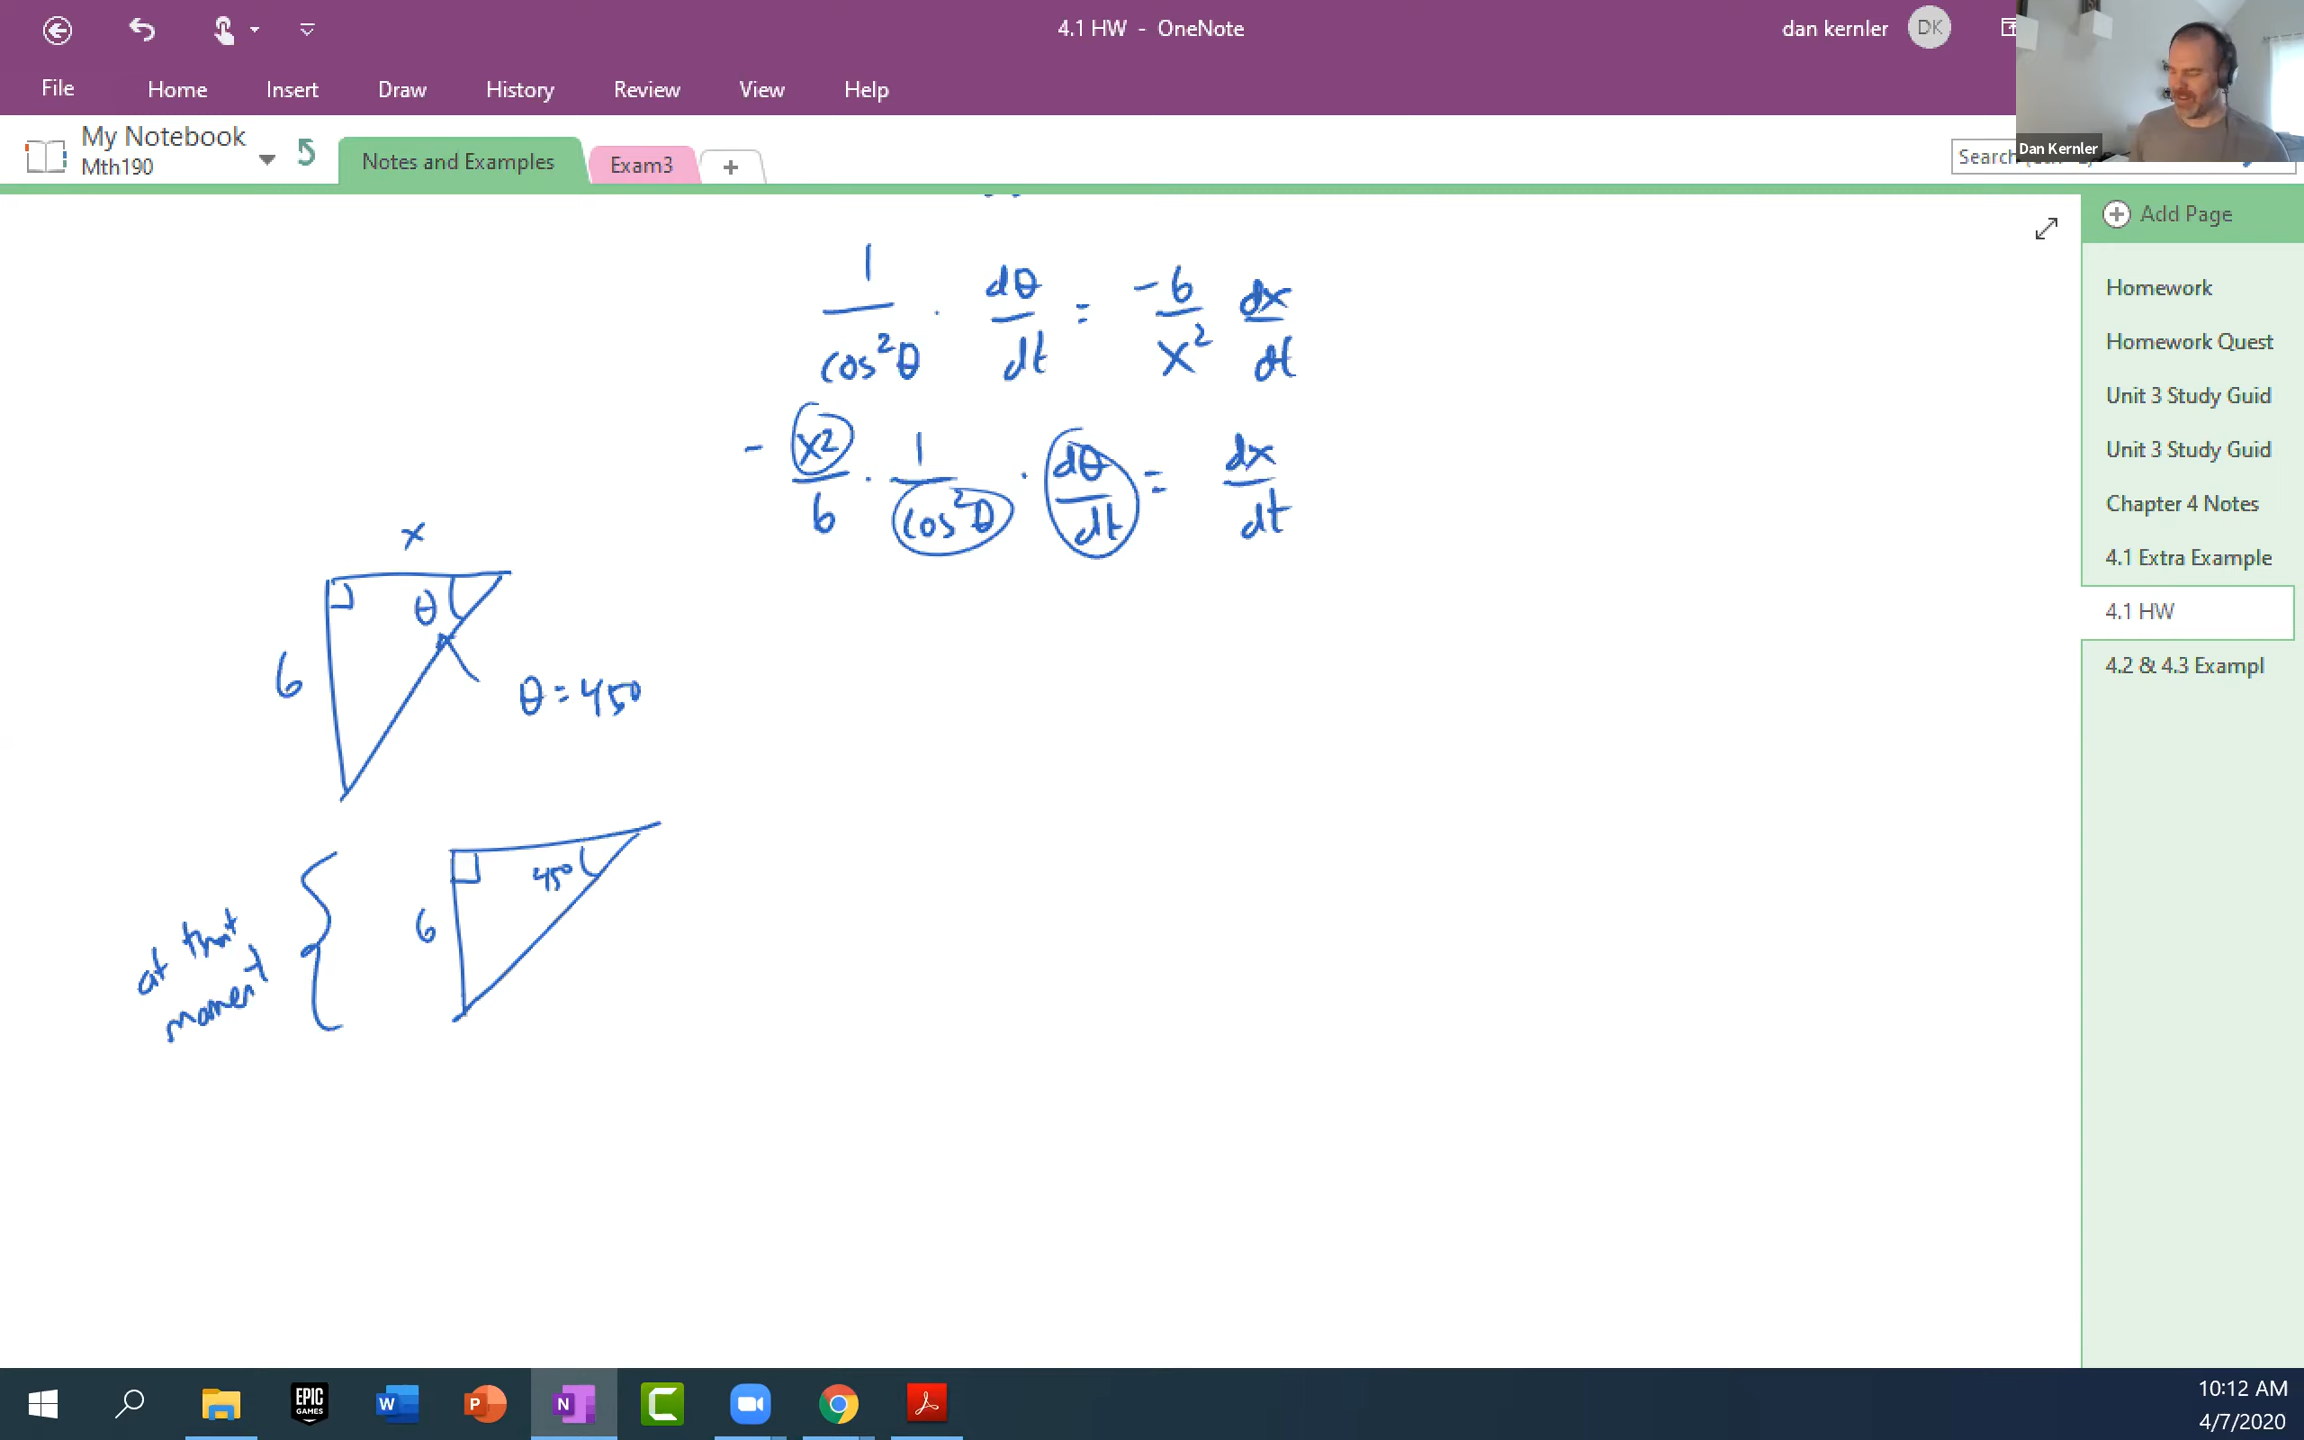 4.1 HW - OneNote
dan kernler
DK
File
Home
Insert
Draw
History
Review
View
Help
My Notebook
Mth190
Notes and Examples
Exam3
+
Search
Dan Kernler
Add Page
Homework
Homework Quest
Unit 3 Study Guid
Unit 3 Study Guid
Chapter 4 Notes
4.1 Extra Example
4.1 HW
4.2 & 4.3 Exampl
1/cos²θ · dθ/dt = -6/x² dx/dt
- x²/6 · 1/cos²θ · dθ/dt = dx/dt
x
θ
6
θ = 45°
45°
6
at that
moment
EPIC
GAMES
W
P
N
10:12 AM
4/7/2020